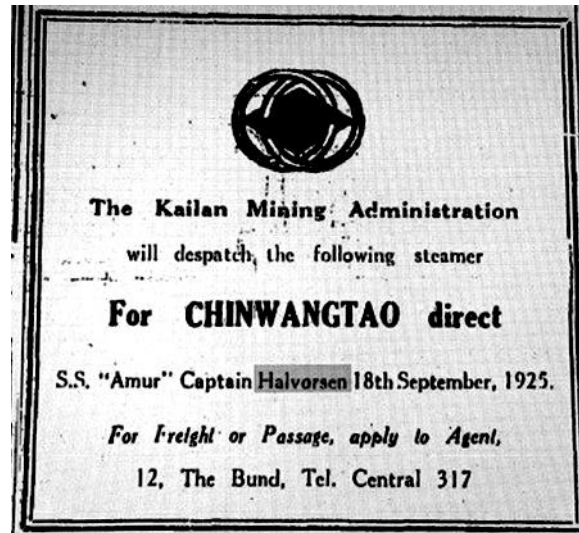 The Kailan Mining Administration
will despatch the following steamer
For CHINWANGTAO direct
S.S. "Amur" Captain Halvorsen 18th September, 1925.
For Freight or Passage, apply to Agent,
12, The Bund, Tel. Central 317